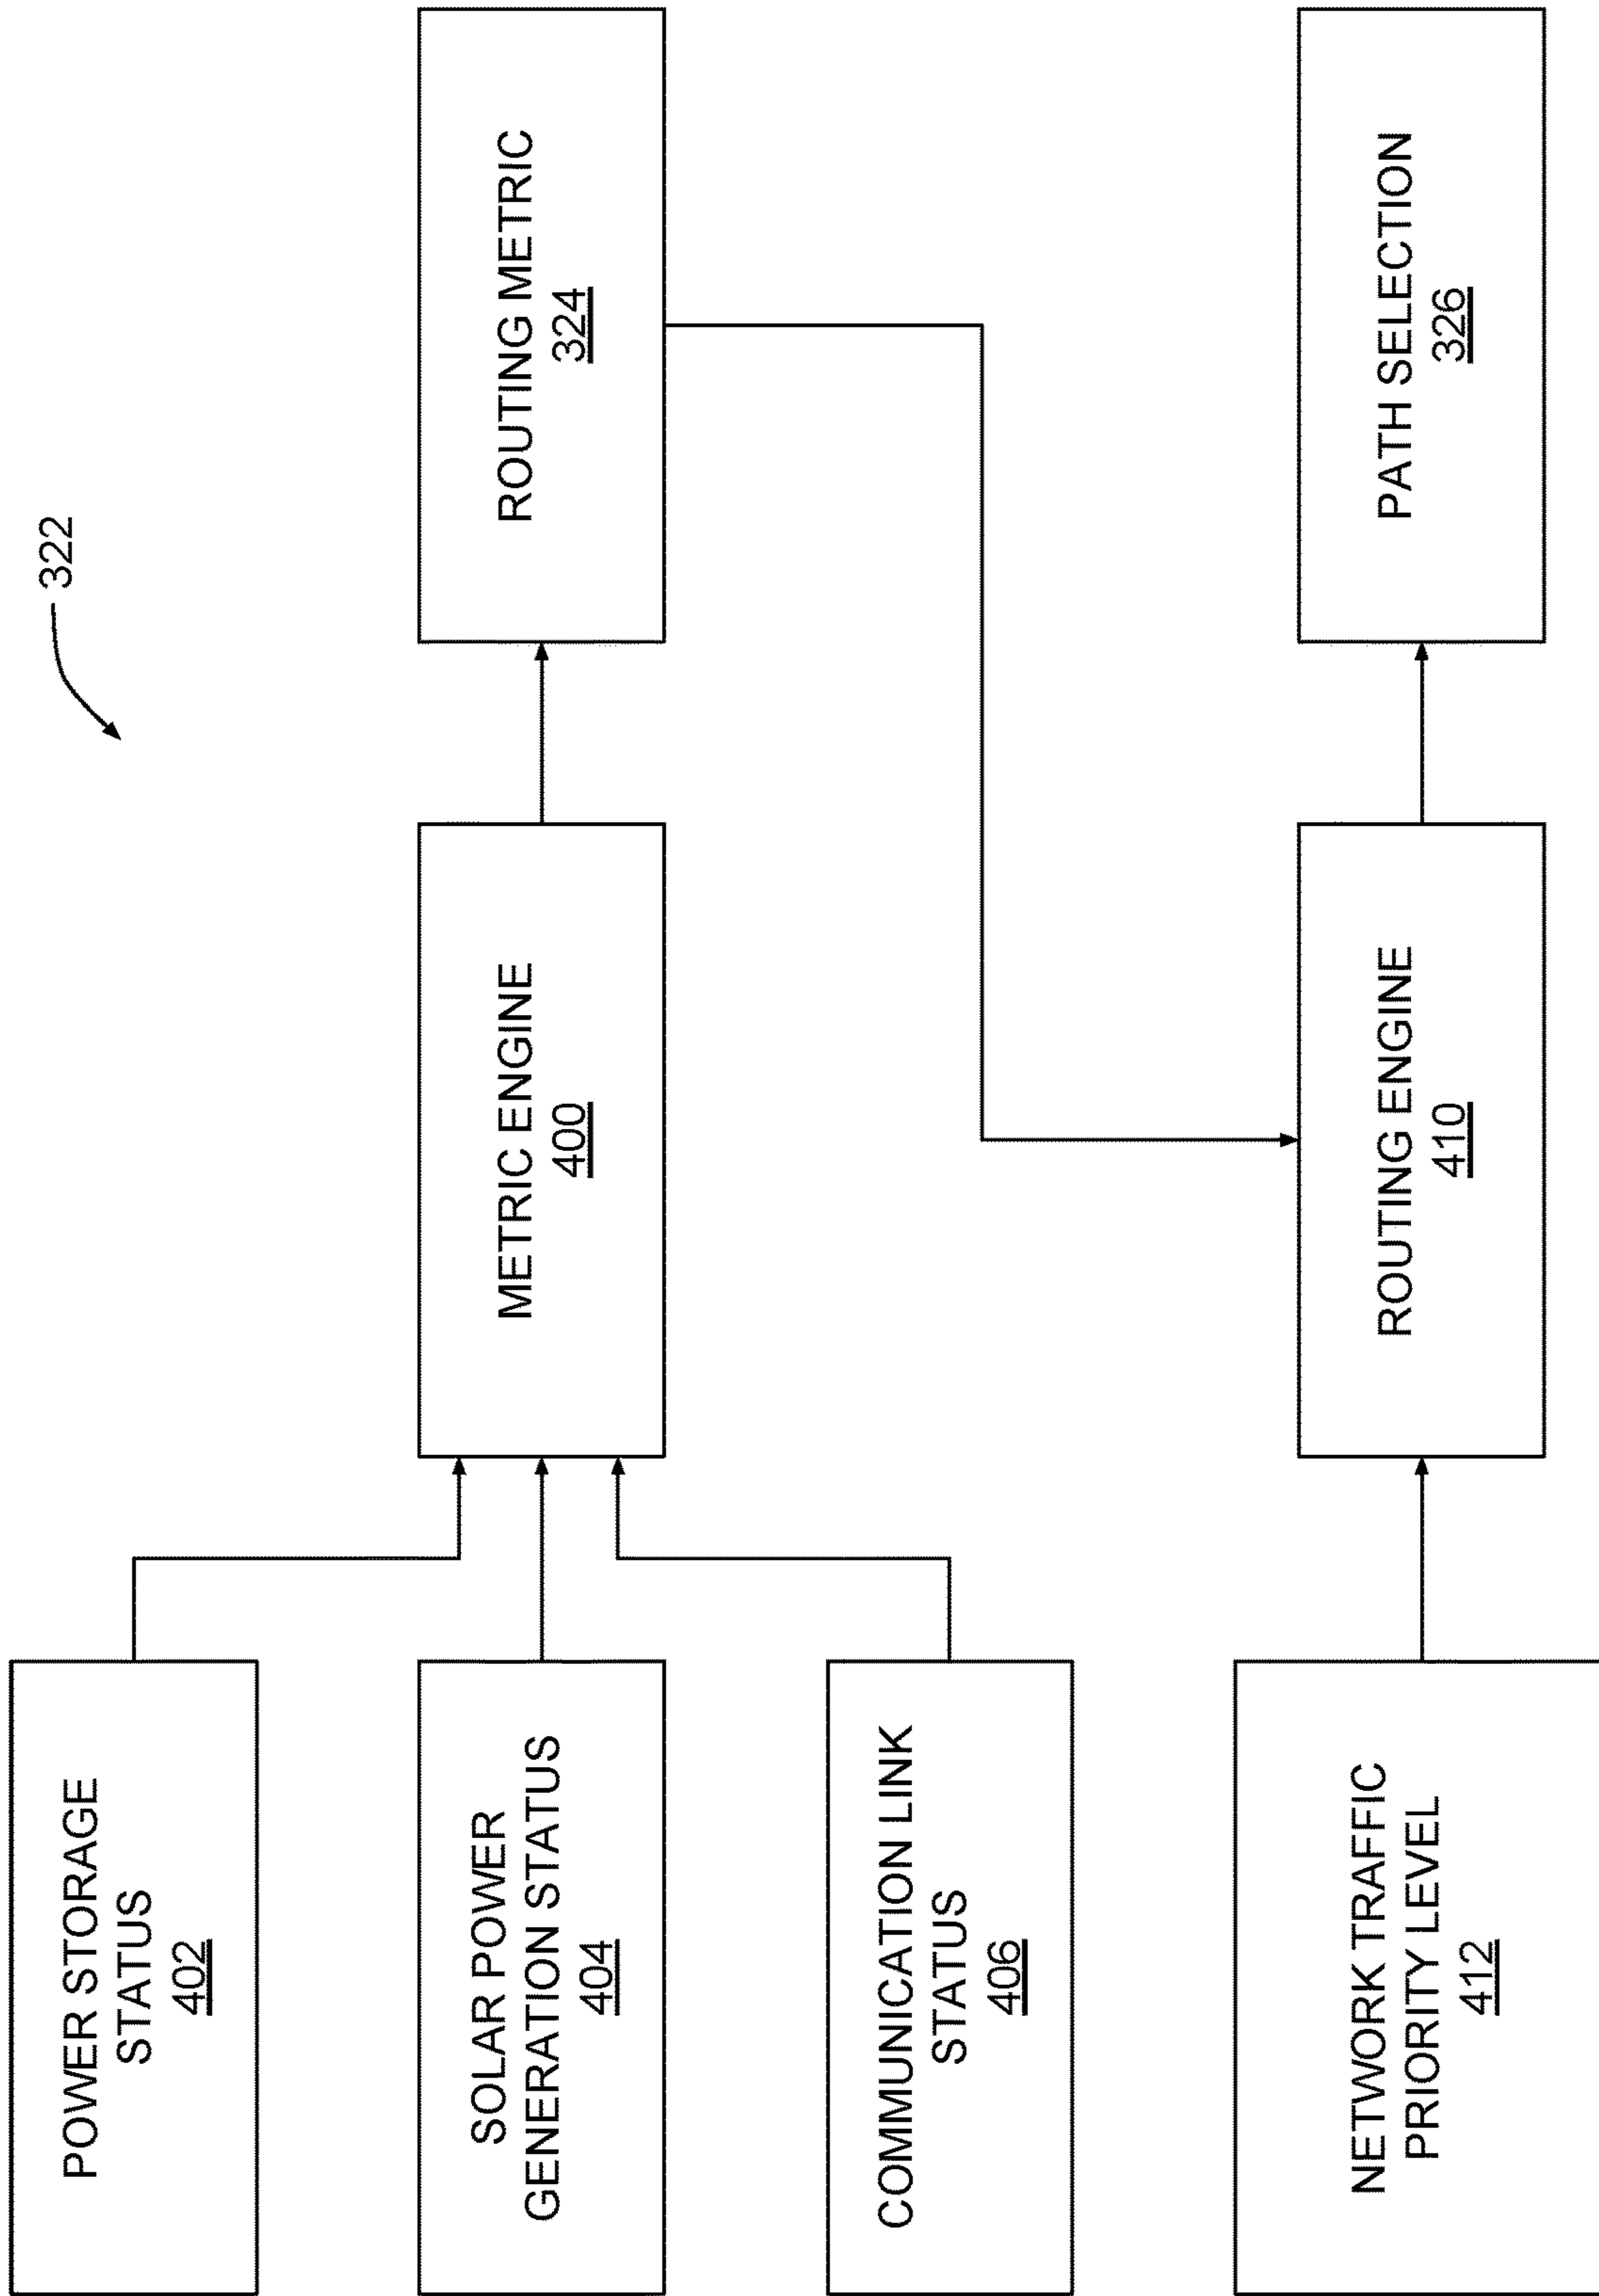 322
POWER STORAGE
STATUS
402
SOLAR POWER
GENERATION STATUS
404
METRIC ENGINE
400
ROUTING METRIC
324
COMMUNICATION LINK
STATUS
406
NETWORK TRAFFIC
PRIORITY LEVEL
412
ROUTING ENGINE
410
PATH SELECTION
326